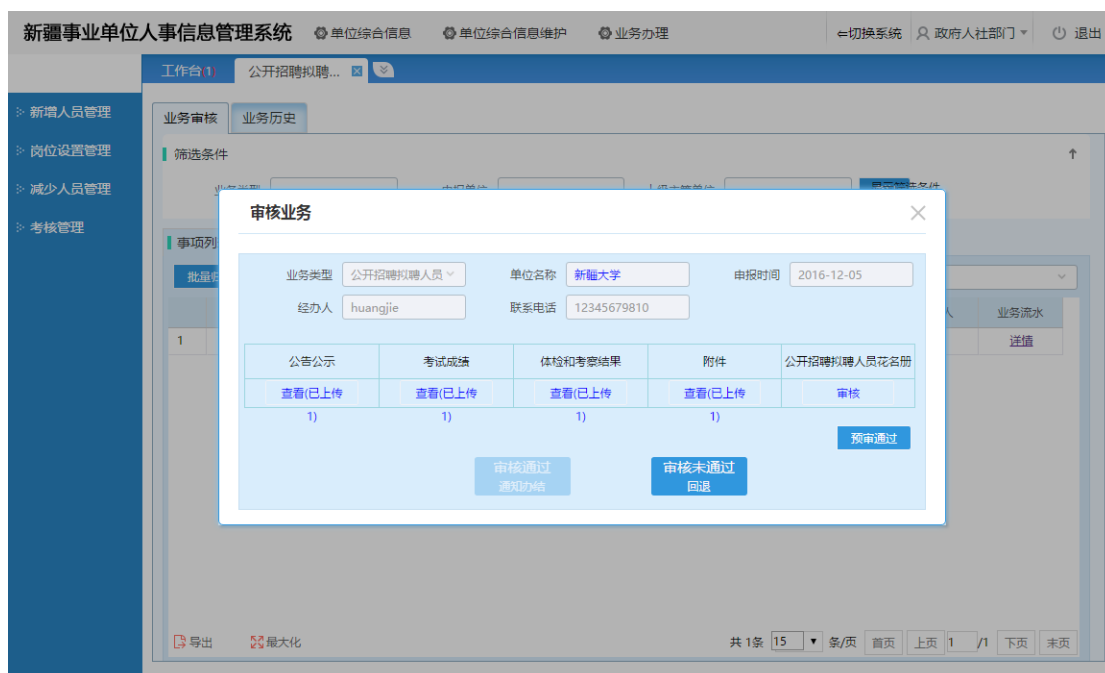 新疆事业单位人事信息管理系统 单位综合信息 单位综合信息维护 业务办理 切换系统 政府人社部门 退出
工作台(1) 公开招聘拟聘...
新增人员管理
岗位设置管理
减少人员管理
考核管理
业务审核 业务历史
筛选条件
事项列
审核业务
业务类型 公开招聘拟聘人员 单位名称 新疆大学 申报时间 2016-12-05
经办人 huangjie 联系电话 12345679810
业务流水
1 详情
公告公示 考试成绩 体检和考察结果 附件 公开招聘拟聘人员花名册
查看(已上传 查看(已上传 查看(已上传 查看(已上传 审核
1) 1) 1) 1)
预审通过
审核通过 审核未通过
通知办结 回退
导出 最大化 共 1条 15 条/页 首页 上页 1 /1 下页 末页